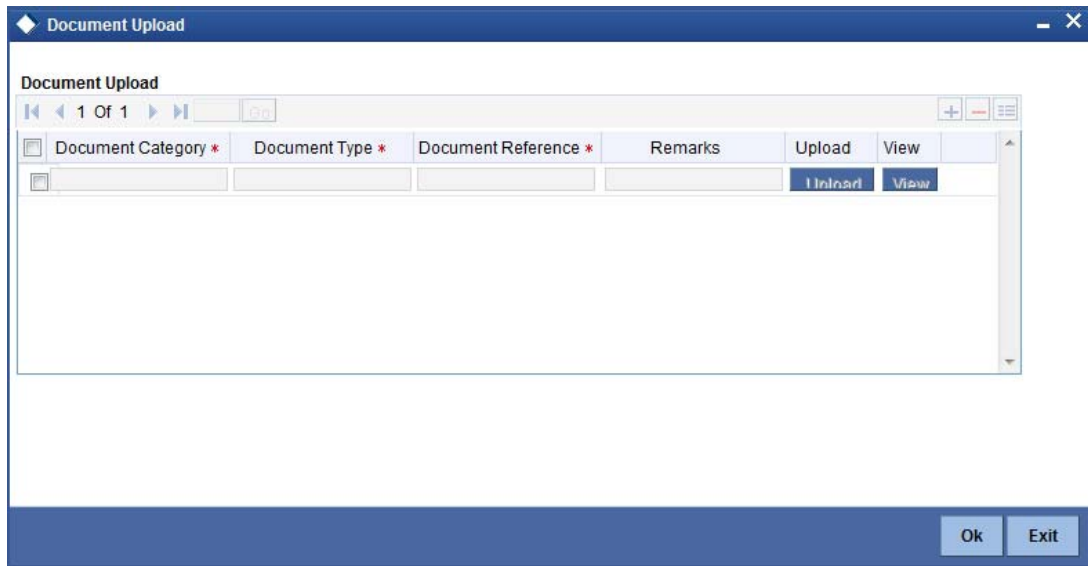 Document Upload
Document Upload
1 Of 1 Go
Document Category * Document Type * Document Reference * Remarks Upload View
Upload View
Ok Exit